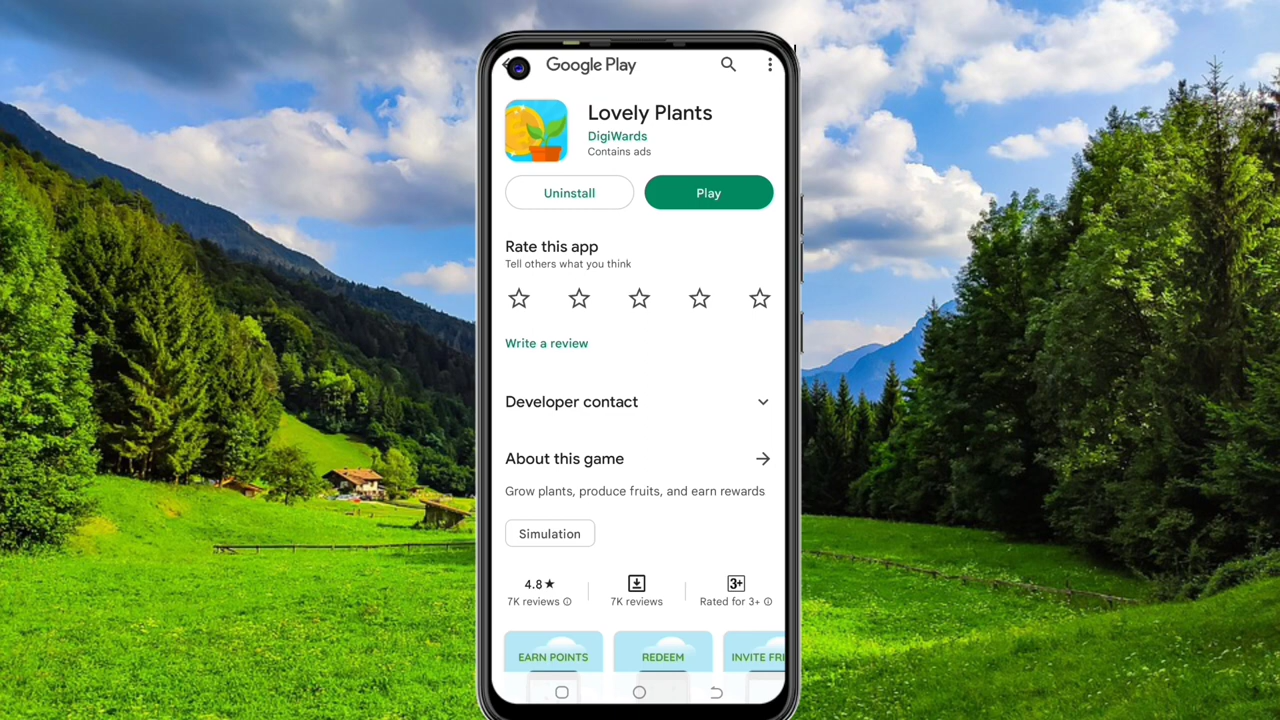 Google Play
Lovely Plants
DigiWards
Contains ads
Uninstall
Play
Rate this app
Tell others what you think
Write a review
Developer contact
About this game
Grow plants, produce fruits, and earn rewards
Simulation
4.8★
3+
7K reviews
7K reviews
Rated for 3+
EARN POINTS
REDEEM
INVITE FRI